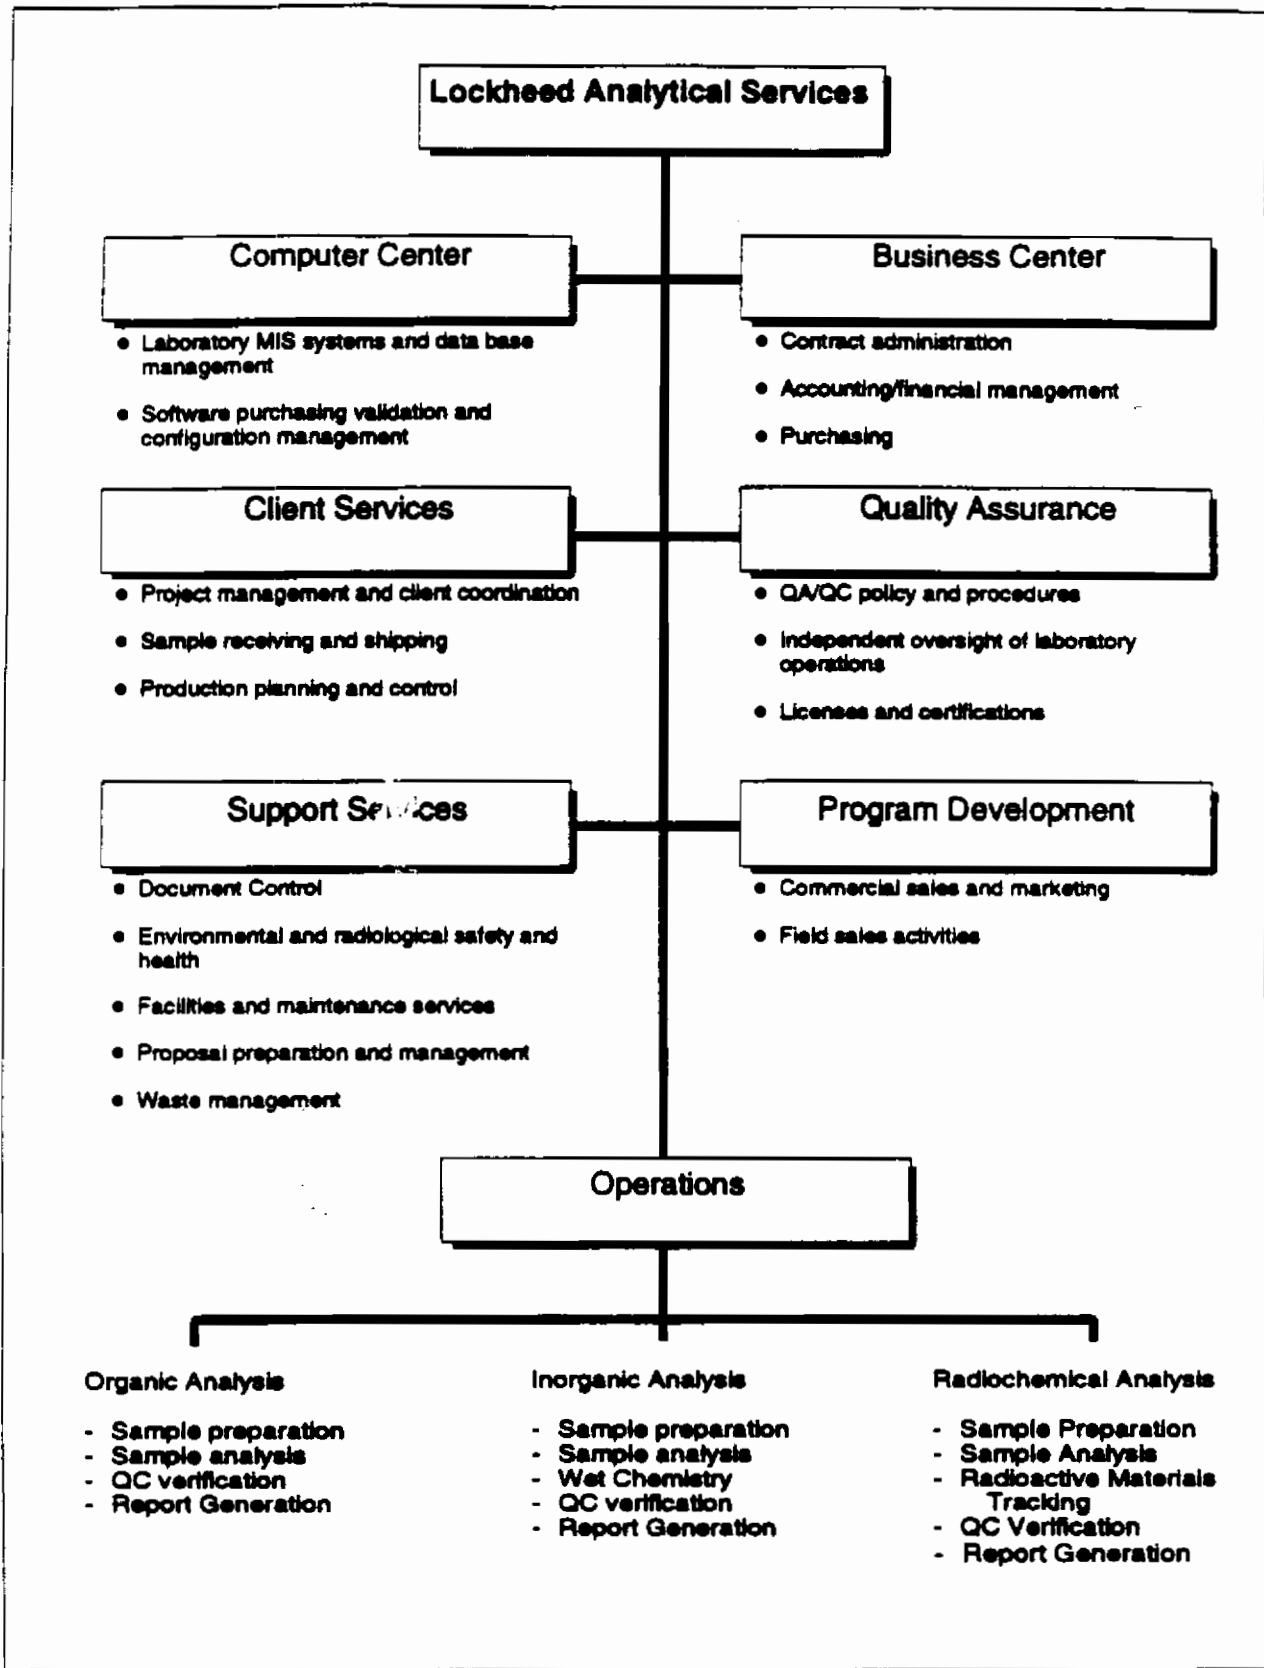 Lockheed Analytical Services
Computer Center
● Laboratory MIS systems and data base
management
● Software purchasing validation and
configuration management
Business Center
● Contract administration
● Accounting/financial management
● Purchasing
Client Services
● Project management and client coordination
● Sample receiving and shipping
● Production planning and control
Quality Assurance
● QA/QC policy and procedures
● Independent oversight of laboratory
operations
● Licenses and certifications
Support Services
● Document Control
● Environmental and radiological safety and
health
● Facilities and maintenance services
● Proposal preparation and management
● Waste management
Program Development
● Commercial sales and marketing
● Field sales activities
Operations
Organic Analysis
- Sample preparation
- Sample analysis
- QC verification
- Report Generation
Inorganic Analysis
- Sample preparation
- Sample analysis
- Wet Chemistry
- QC verification
- Report Generation
Radiochemical Analysis
- Sample Preparation
- Sample Analysis
- Radioactive Materials
Tracking
- QC Verification
- Report Generation